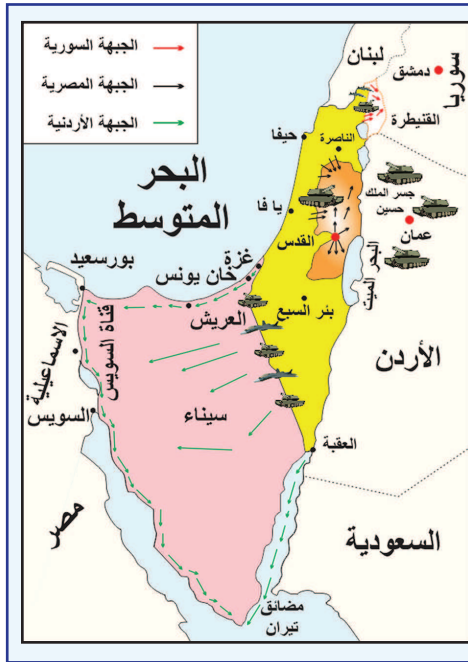 الجبهة السورية
الجبهة المصرية
الجبهة الأردنية
لبنان
سوريا
دمشق
القنيطرة
الناصرة
حيفا
البحر
المتوسط
يافا
جسر الملك
حسين
عمان
القدس
البحر الميت
غزة
خان يونس
بورسعيد
العريش
بئر السبع
قناة السويس
الاسماعيلية
الأردن
سيناء
السويس
العقبة
مصر
السعودية
مضائق
تيران